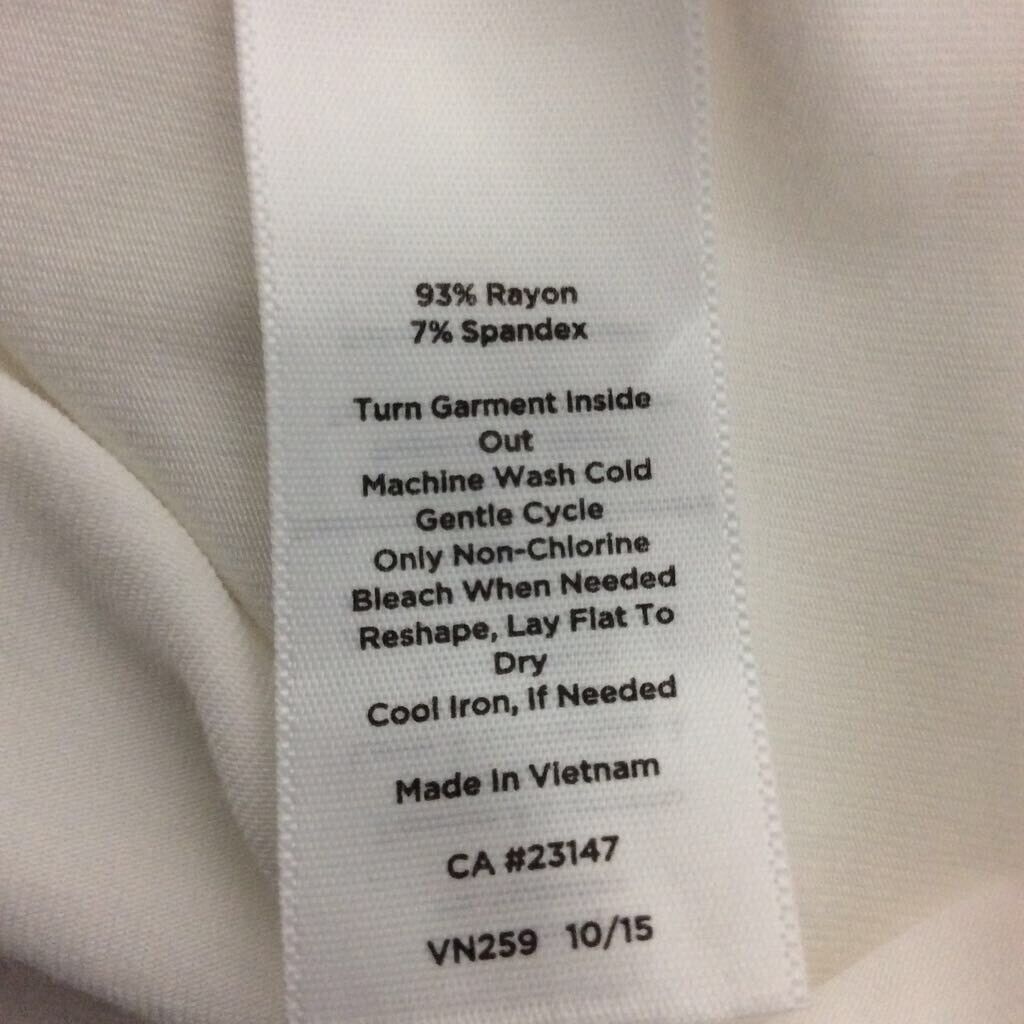 93% Rayon
7% Spandex
Turn Garment Inside
Out
Machine Wash Cold
Gentle Cycle
Only Non-Chlorine
Bleach When Needed
Reshape, Lay Flat To
Dry
Cool Iron, If Needed
Made In Vietnam
CA #23147
VN259 10/15